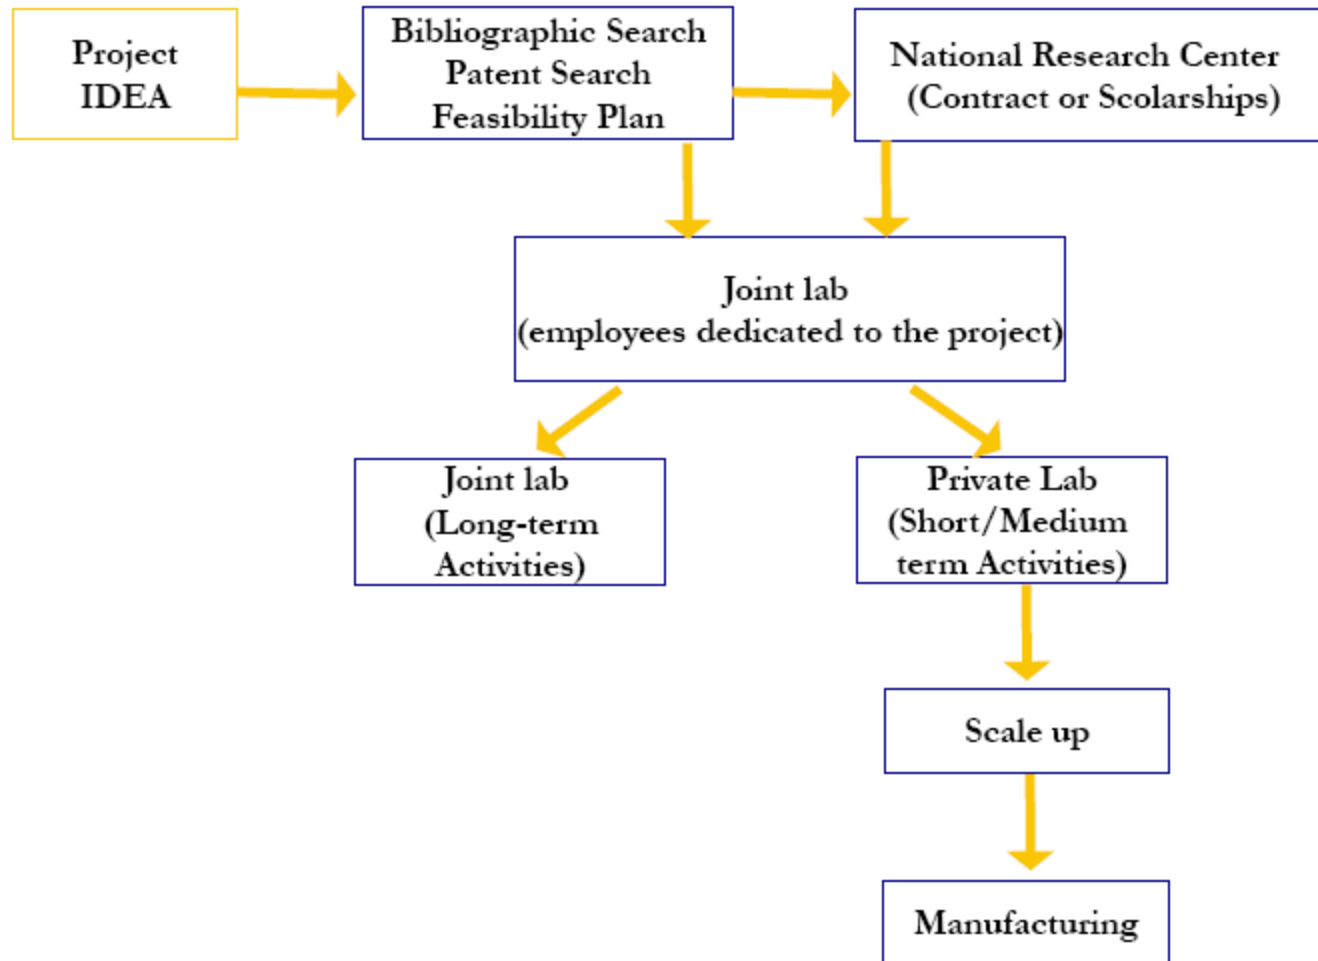 Project
IDEA
Bibliographic Search
Patent Search
Feasibility Plan
National Research Center
(Contract or Scolarships)
Joint lab
(employees dedicated to the project)
Joint lab
(Long-term
Activities)
Private Lab
(Short/Medium
term Activities)
Scale up
Manufacturing